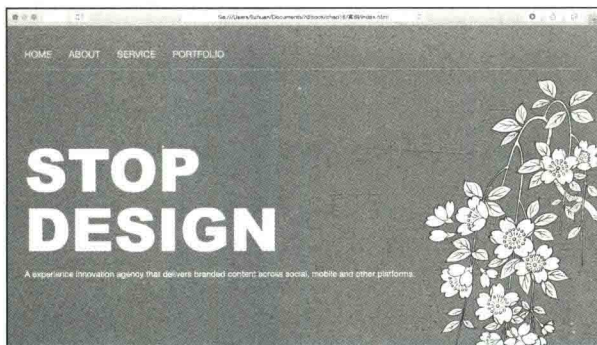 HOME ABOUT SERVICE PORTFOLIO
STOP
DESIGN
A experience innovation agency that delivers branded content across social, mobile and other platforms.